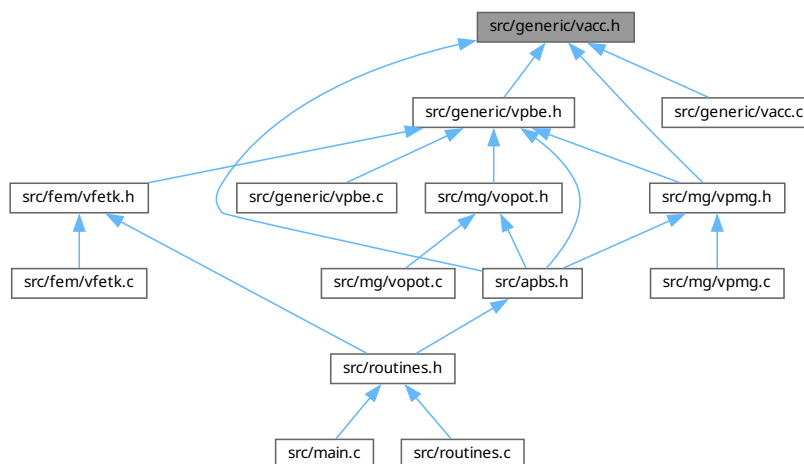 src/generic/vacc.h
src/generic/vpbe.h
src/generic/vacc.c
src/fem/vfetk.h
src/generic/vpbe.c
src/mg/vopot.h
src/mg/vpmg.h
src/fem/vfetk.c
src/mg/vopot.c
src/apbs.h
src/mg/vpmg.c
src/routines.h
src/main.c
src/routines.c